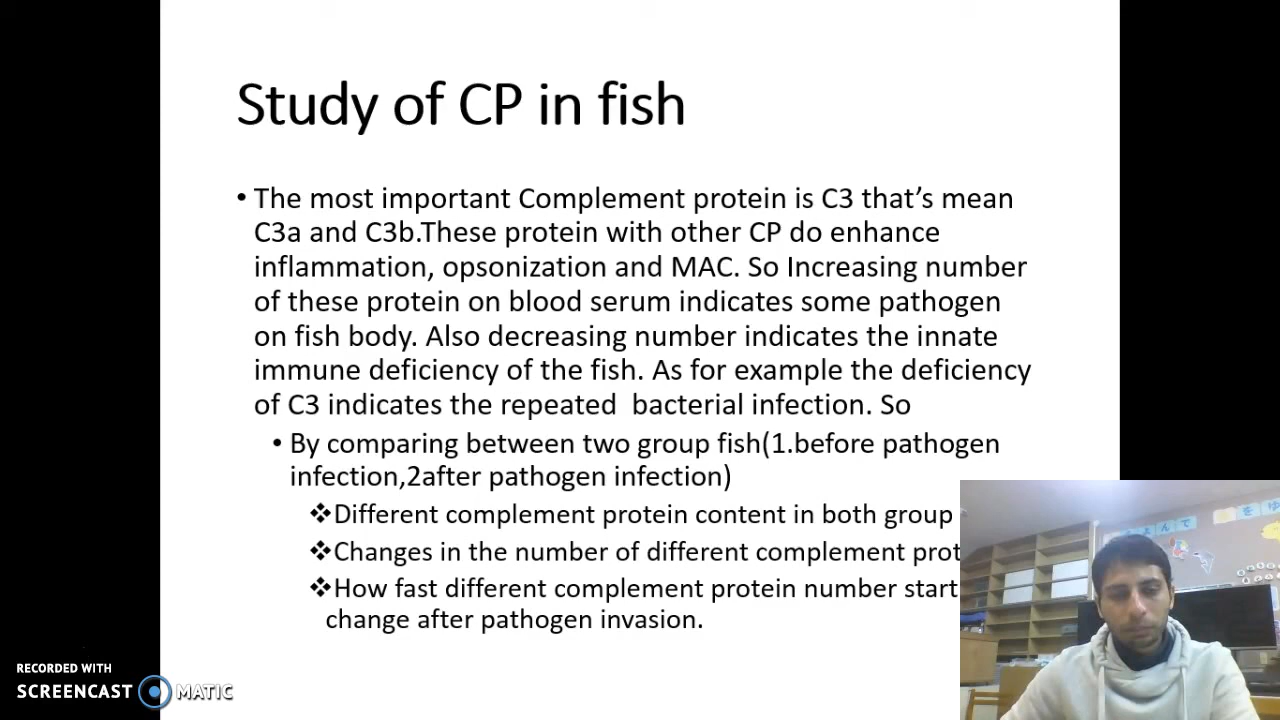 Study of CP in fish
• The most important Complement protein is C3 that’s mean
C3a and C3b.These protein with other CP do enhance
inflammation, opsonization and MAC. So Increasing number
of these protein on blood serum indicates some pathogen
on fish body. Also decreasing number indicates the innate
immune deficiency of the fish. As for example the deficiency
of C3 indicates the repeated  bacterial infection. So
• By comparing between two group fish(1.before pathogen
infection,2after pathogen infection)
❖Different complement protein content in both group
❖Changes in the number of different complement prot
❖How fast different complement protein number start
change after pathogen invasion.
RECORDED WITH
SCREENCAST MATIC